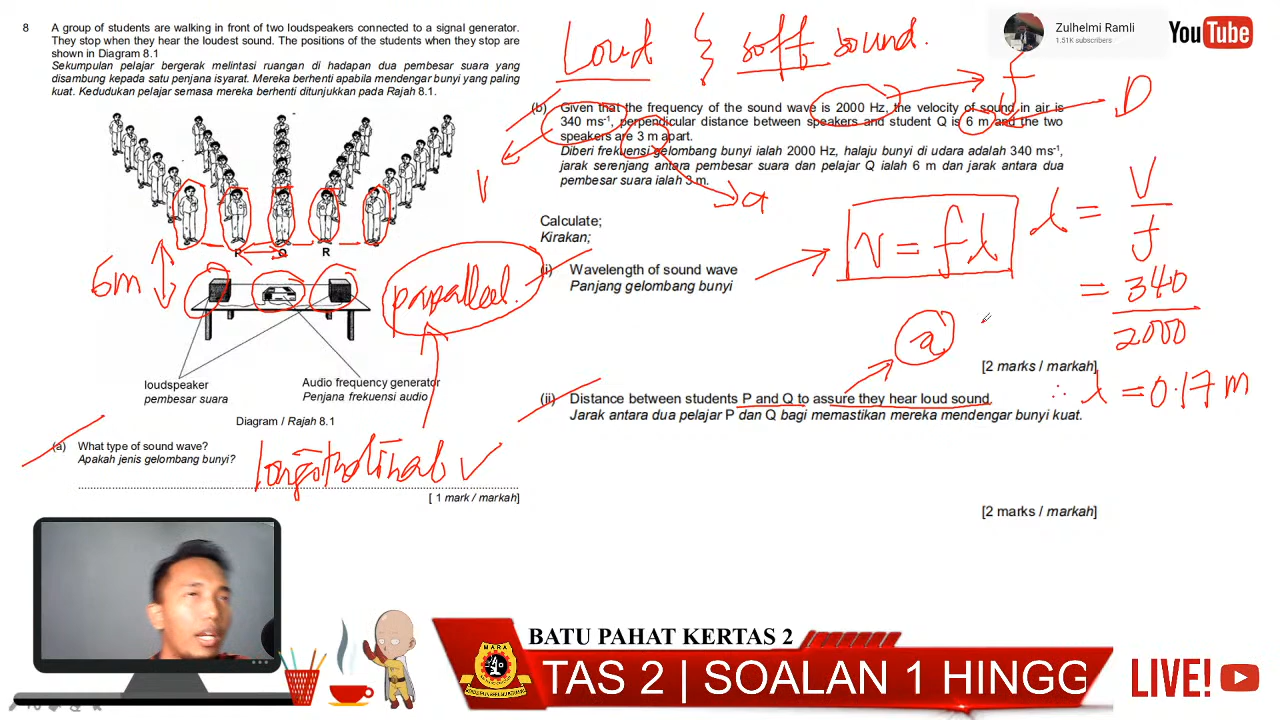 8 A group of students are walking in front of two loudspeakers connected to a signal generator.
They stop when they hear the loudest sound. The positions of the students when they stop are
shown in Diagram 8.1
Sekumpulan pelajar bergerak melintasi ruangan di hadapan dua pembesar suara yang
disambung kepada satu penjana isyarat. Mereka berhenti apabila mendengar bunyi yang paling
kuat. Kedudukan pelajar semasa mereka berhenti ditunjukkan pada Rajah 8.1.
P Q R
6m
loudspeaker
pembesar suara
Audio frequency generator
Penjana frekuensi audio
Diagram / Rajah 8.1
(a) What type of sound wave?
Apakah jenis gelombang bunyi?
longitudinal ✓
[ 1 mark / markah]
parallel
Loud } soft sound.
Zulhelmi Ramli
1.51K subscribers
YouTube
f
D
(b) Given that the frequency of the sound wave is 2000 Hz, the velocity of sound in air is
340 ms⁻¹, perpendicular distance between speakers and student Q is 6 m and the two
speakers are 3 m apart.
Diberi frekuensi gelombang bunyi ialah 2000 Hz, halaju bunyi di udara adalah 340 ms⁻¹,
jarak serenjang antara pembesar suara dan pelajar Q ialah 6 m dan jarak antara dua
pembesar suara ialah 3 m.
V
a
Calculate;
Kirakan;
(i) Wavelength of sound wave
Panjang gelombang bunyi
v = fλ
λ = V/f
= 340/2000
[2 marks / markah]
∴ λ = 0.17 m
a
(ii) Distance between students P and Q to assure they hear loud sound.
Jarak antara dua pelajar P dan Q bagi memastikan mereka mendengar bunyi kuat.
[2 marks / markah]
MARA
BATU PAHAT KERTAS 2
TAS 2 | SOALAN 1 HINGG
LIVE!